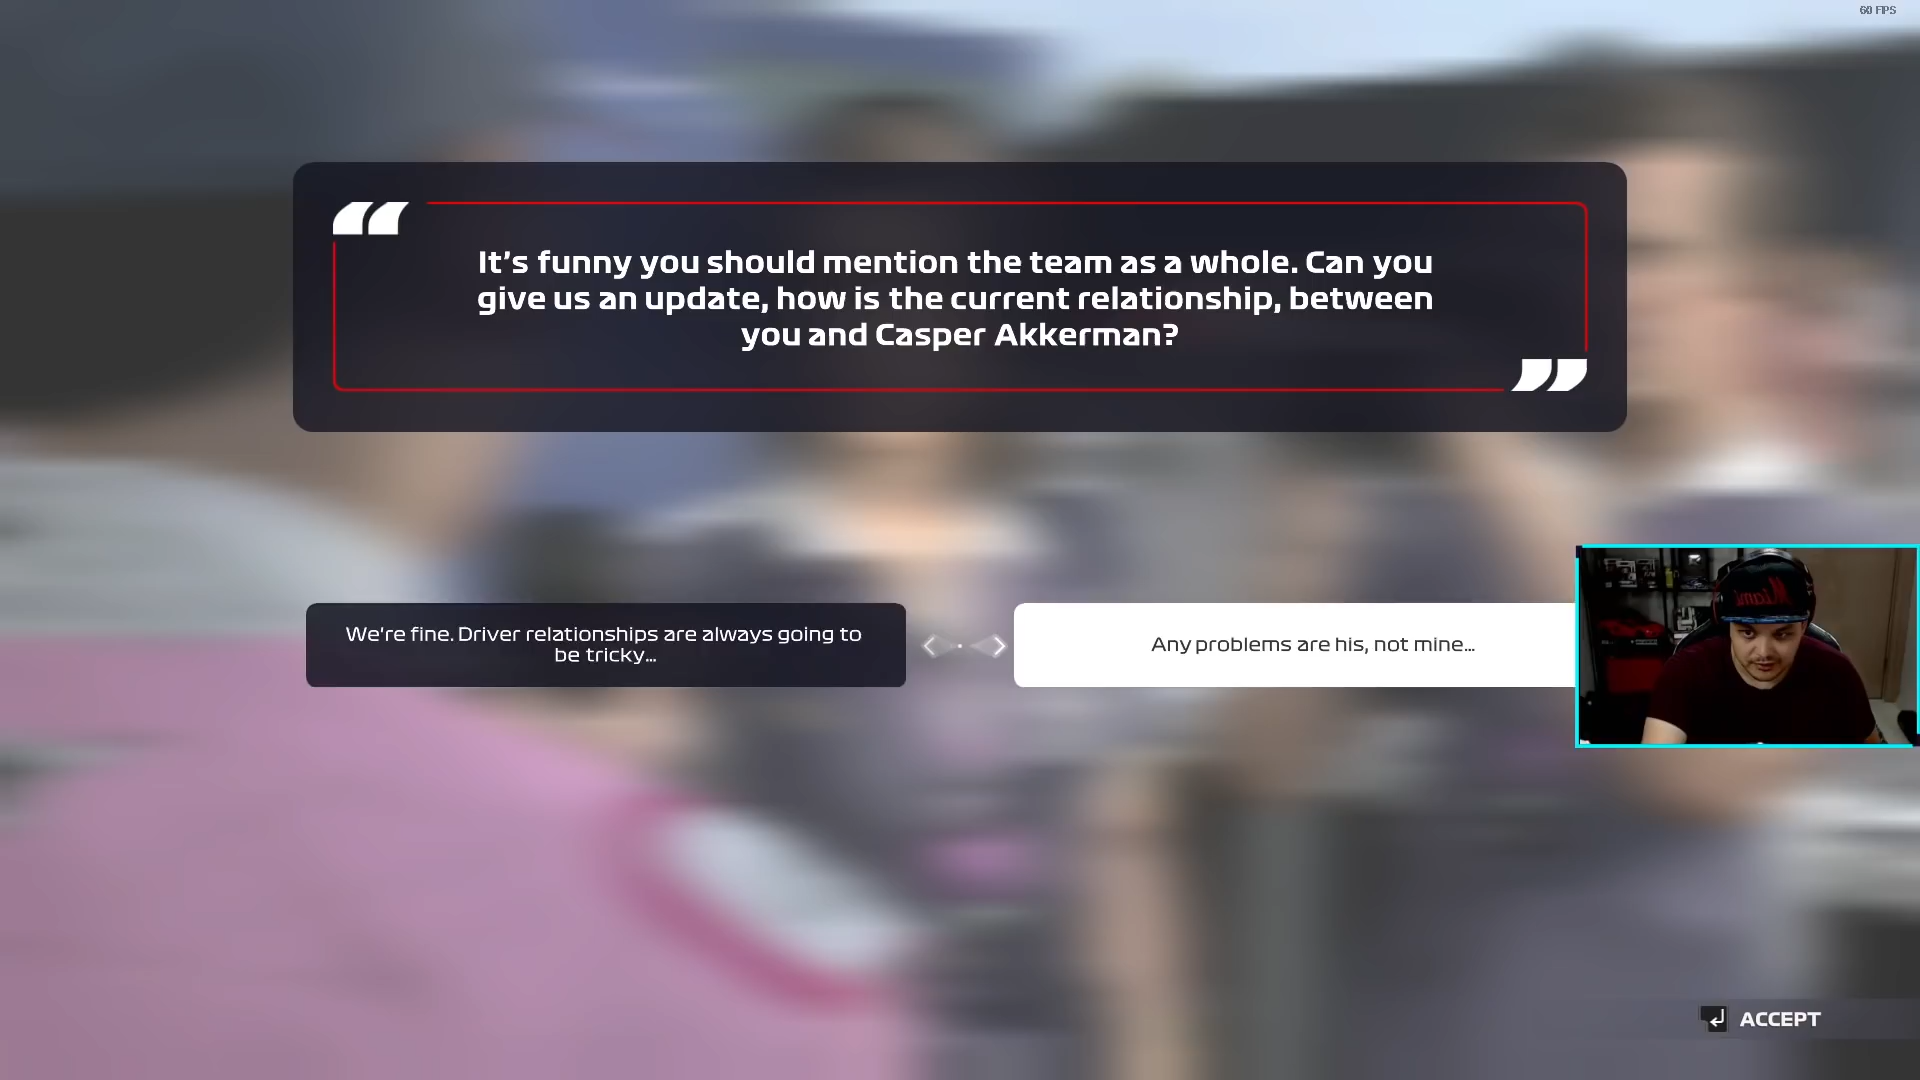 60 FPS
It's funny you should mention the team as a whole. Can you
give us an update, how is the current relationship, between
you and Casper Akkerman?
We're fine. Driver relationships are always going to
be tricky...
Any problems are his, not mine...
Miami
ACCEPT